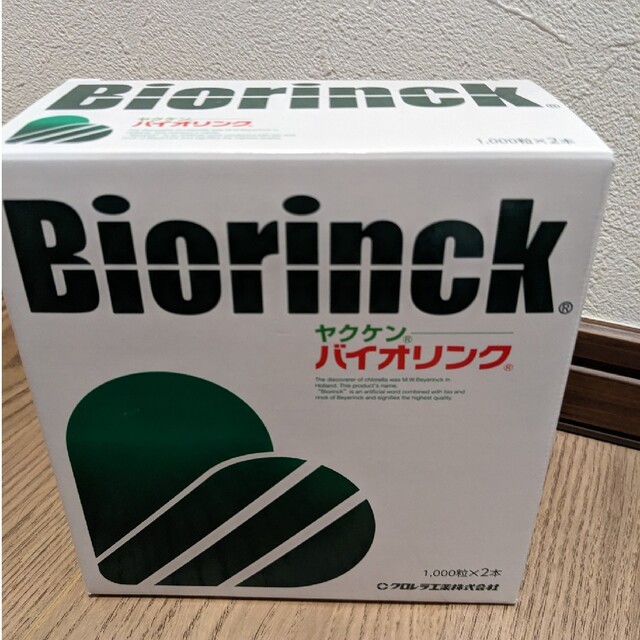 Biorinck®
ヤクケン
バイオリンク
1,000粒×2本
Biorinck®
ヤクケン®
バイオリンク®
The discoverer of chlorella was M.W.Beyerinck in
Holland. This product's name,
"Biorinck" is an artificial word combined with bio and
rinck of Beyerinck and signifies the highest quality
1,000粒×2本
クロレラ工業株式会社